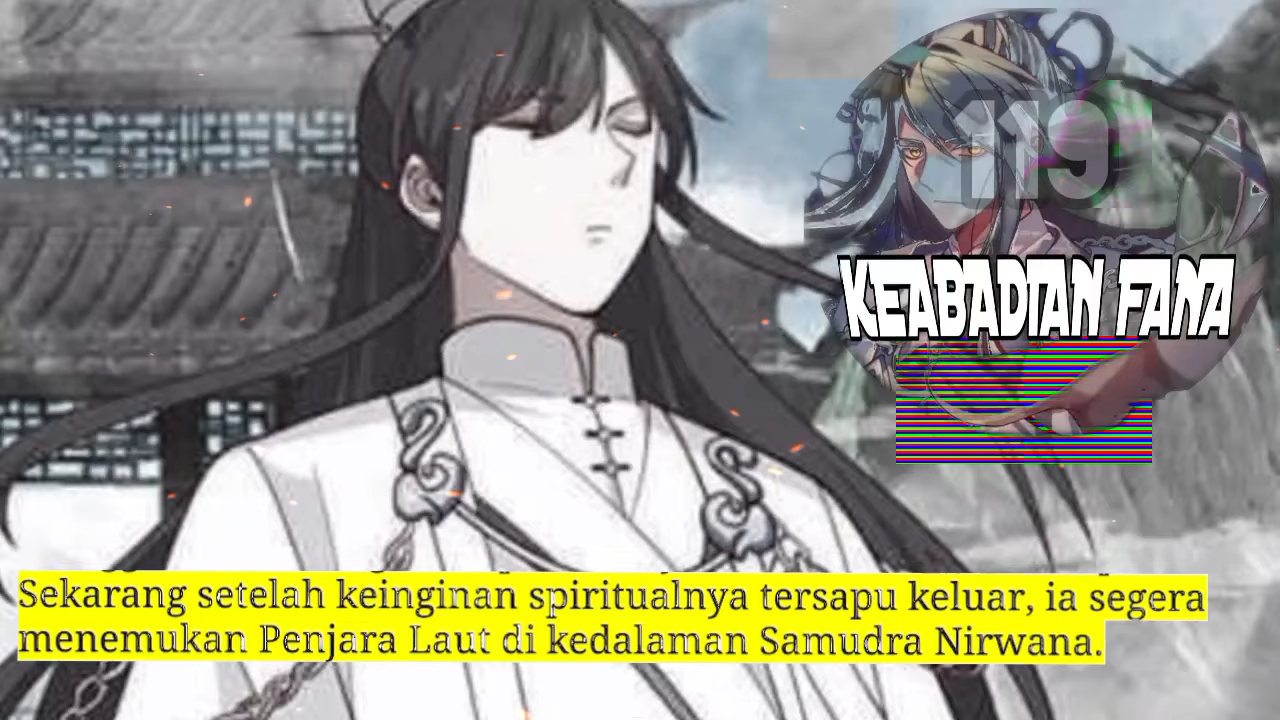 119
KEABADIAN FANA
Sekarang setelah keinginan spiritualnya tersapu keluar, ia segera
menemukan Penjara Laut di kedalaman Samudra Nirwana.